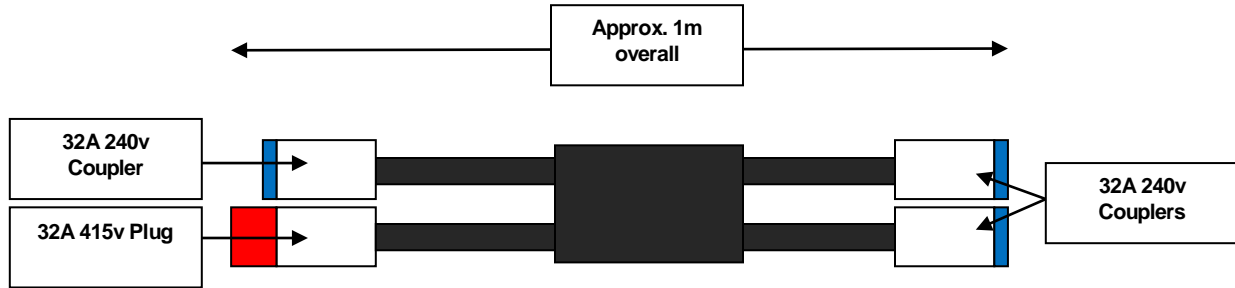 Approx. 1m
overall
32A 240v
Coupler
32A 415v Plug
32A 240v
Couplers